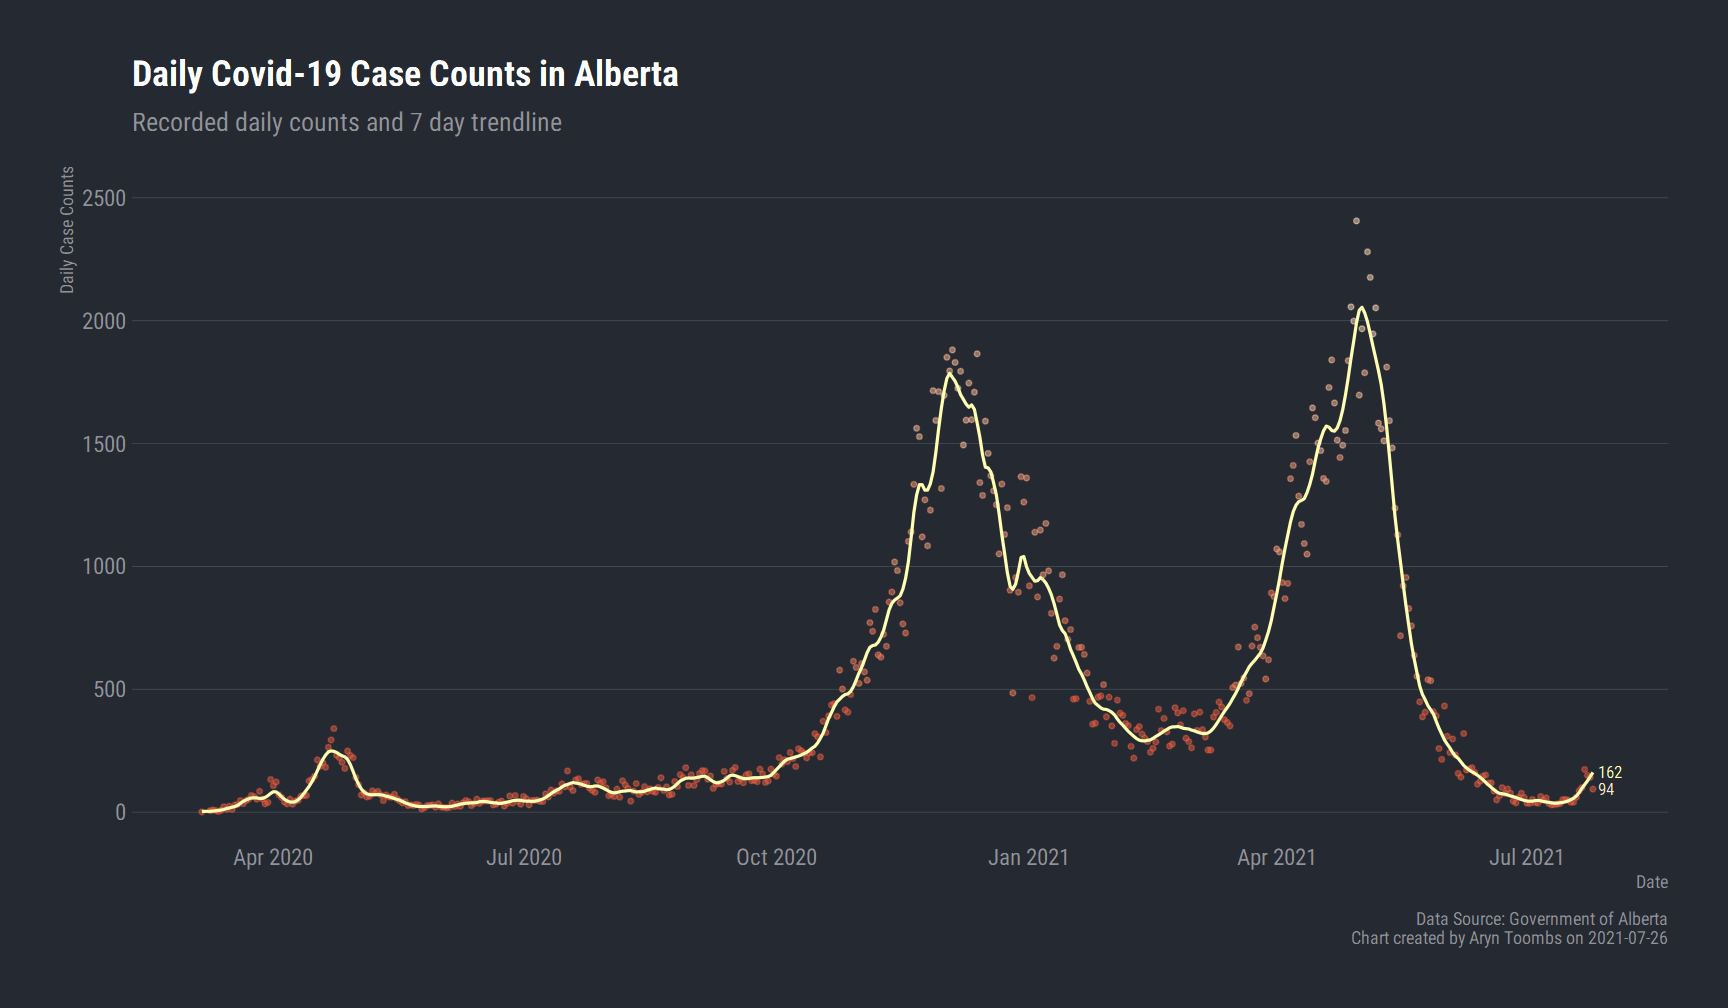 Daily Covid-19 Case Counts in Alberta
Recorded daily counts and 7 day trendline
Daily Case Counts
2500
2000
1500
1000
500
0
162
94
Apr 2020
Jul 2020
Oct 2020
Jan 2021
Apr 2021
Jul 2021
Date
Data Source: Government of Alberta
Chart created by Aryn Toombs on 2021-07-26